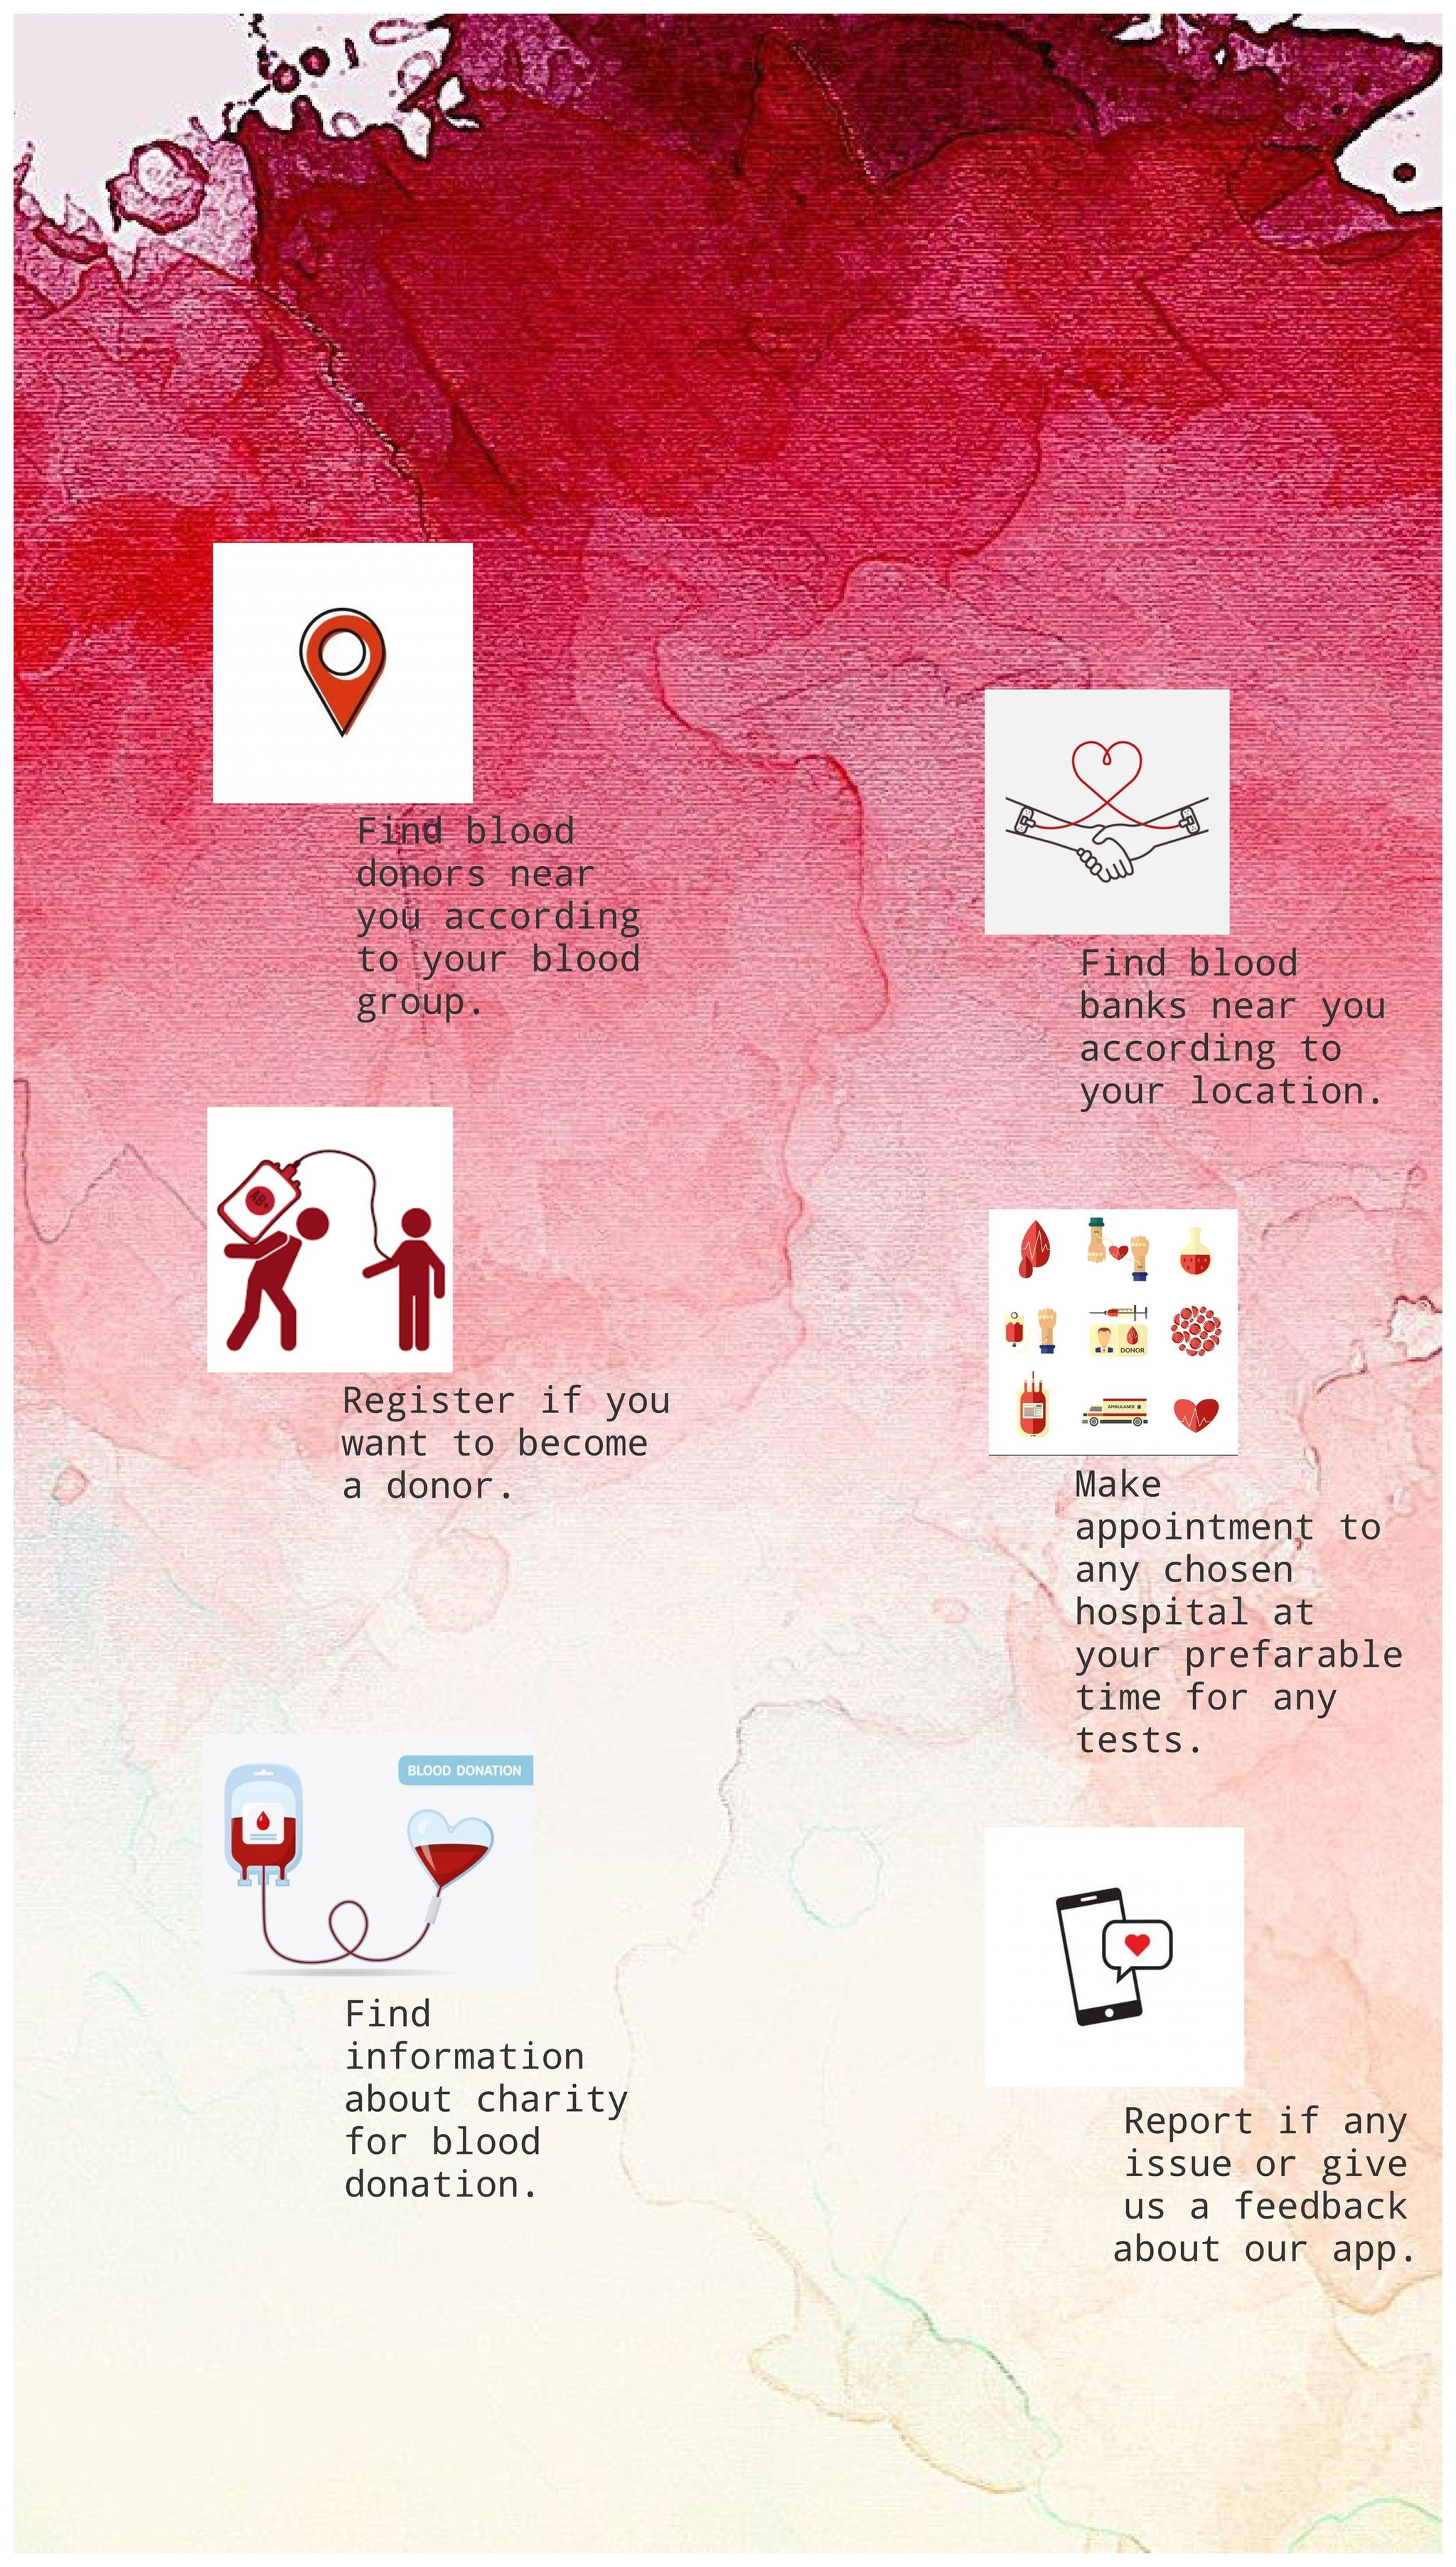 Find blood
donors near
you according
to your blood
group.
Find blood
banks near you
according to
your location.
AB+
Register if you
want to become
a donor.
DONOR
AMBULANCE
Make
appointment to
any chosen
hospital at
your prefarable
time for any
tests.
BLOOD DONATION
Find
information
about charity
for blood
donation.
Report if any
issue or give
us a feedback
about our app.